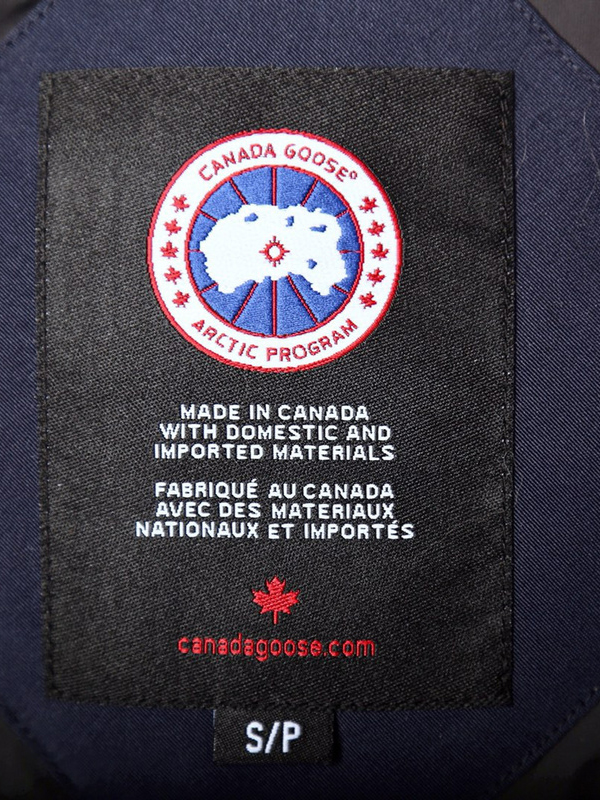 CANADA GOOSE®
ARCTIC PROGRAM
MADE IN CANADA
WITH DOMESTIC AND
IMPORTED MATERIALS
FABRIQUÉ AU CANADA
AVEC DES MATERIAUX
NATIONAUX ET IMPORTÉS
canadagoose.com
S/P